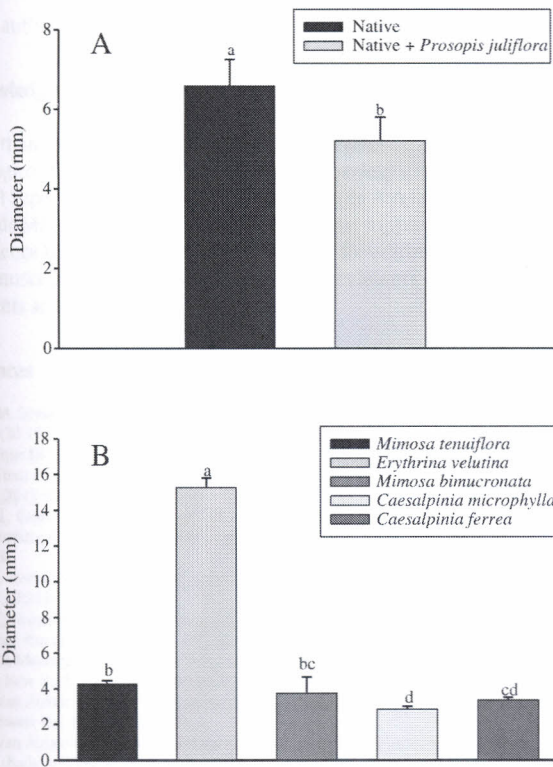 A
Native
Native + Prosopis juliflora
a
b
Diameter (mm)
8
6
4
2
0
B
Mimosa tenuiflora
Erythrina velutina
Mimosa bimucronata
Caesalpinia microphylla
Caesalpinia ferrea
b
a
bc
d
cd
Diameter (mm)
18
16
14
12
10
8
6
4
2
0